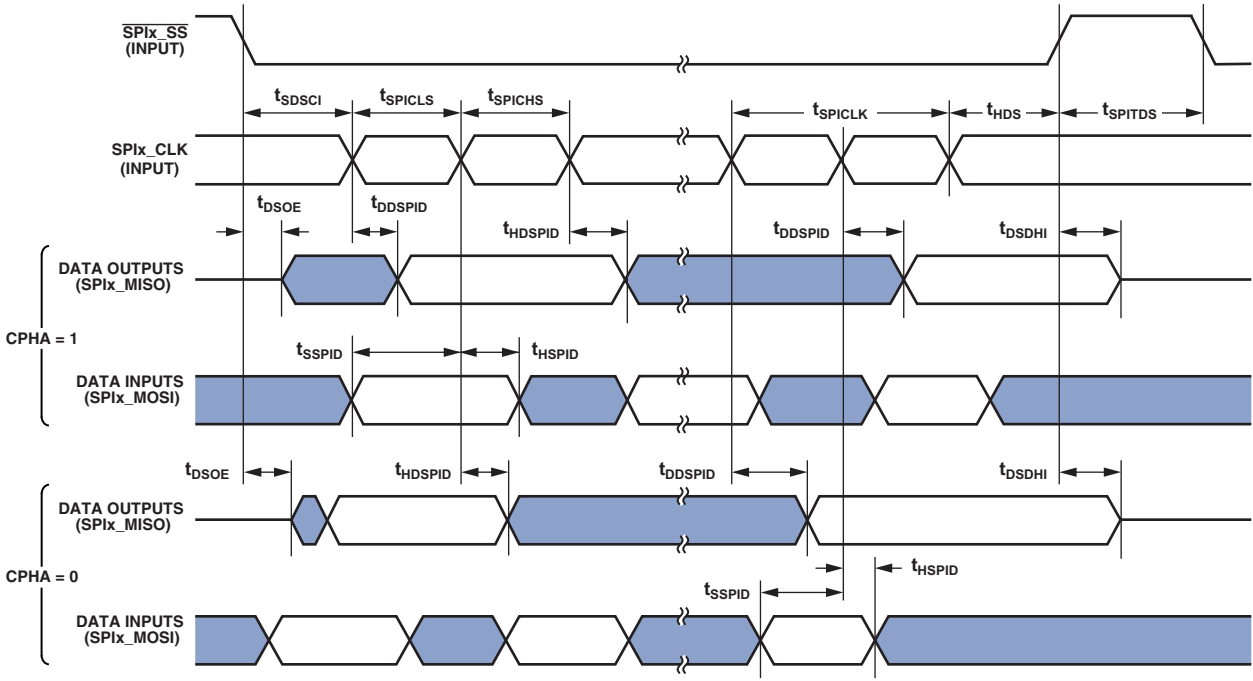 SPIx_SS
(INPUT)
tSDSCI
tSPICLS
tSPICHS
tSPICLK
tHDS
tSPITDS
SPIx_CLK
(INPUT)
tDSOE
tDDSPID
tHDSPID
tDDSPID
tDSDHI
DATA OUTPUTS
(SPIx_MISO)
CPHA = 1
tSSPID
tHSPID
DATA INPUTS
(SPIx_MOSI)
tDSOE
tHDSPID
tDDSPID
tDSDHI
DATA OUTPUTS
(SPIx_MISO)
CPHA = 0
tHSPID
tSSPID
DATA INPUTS
(SPIx_MOSI)